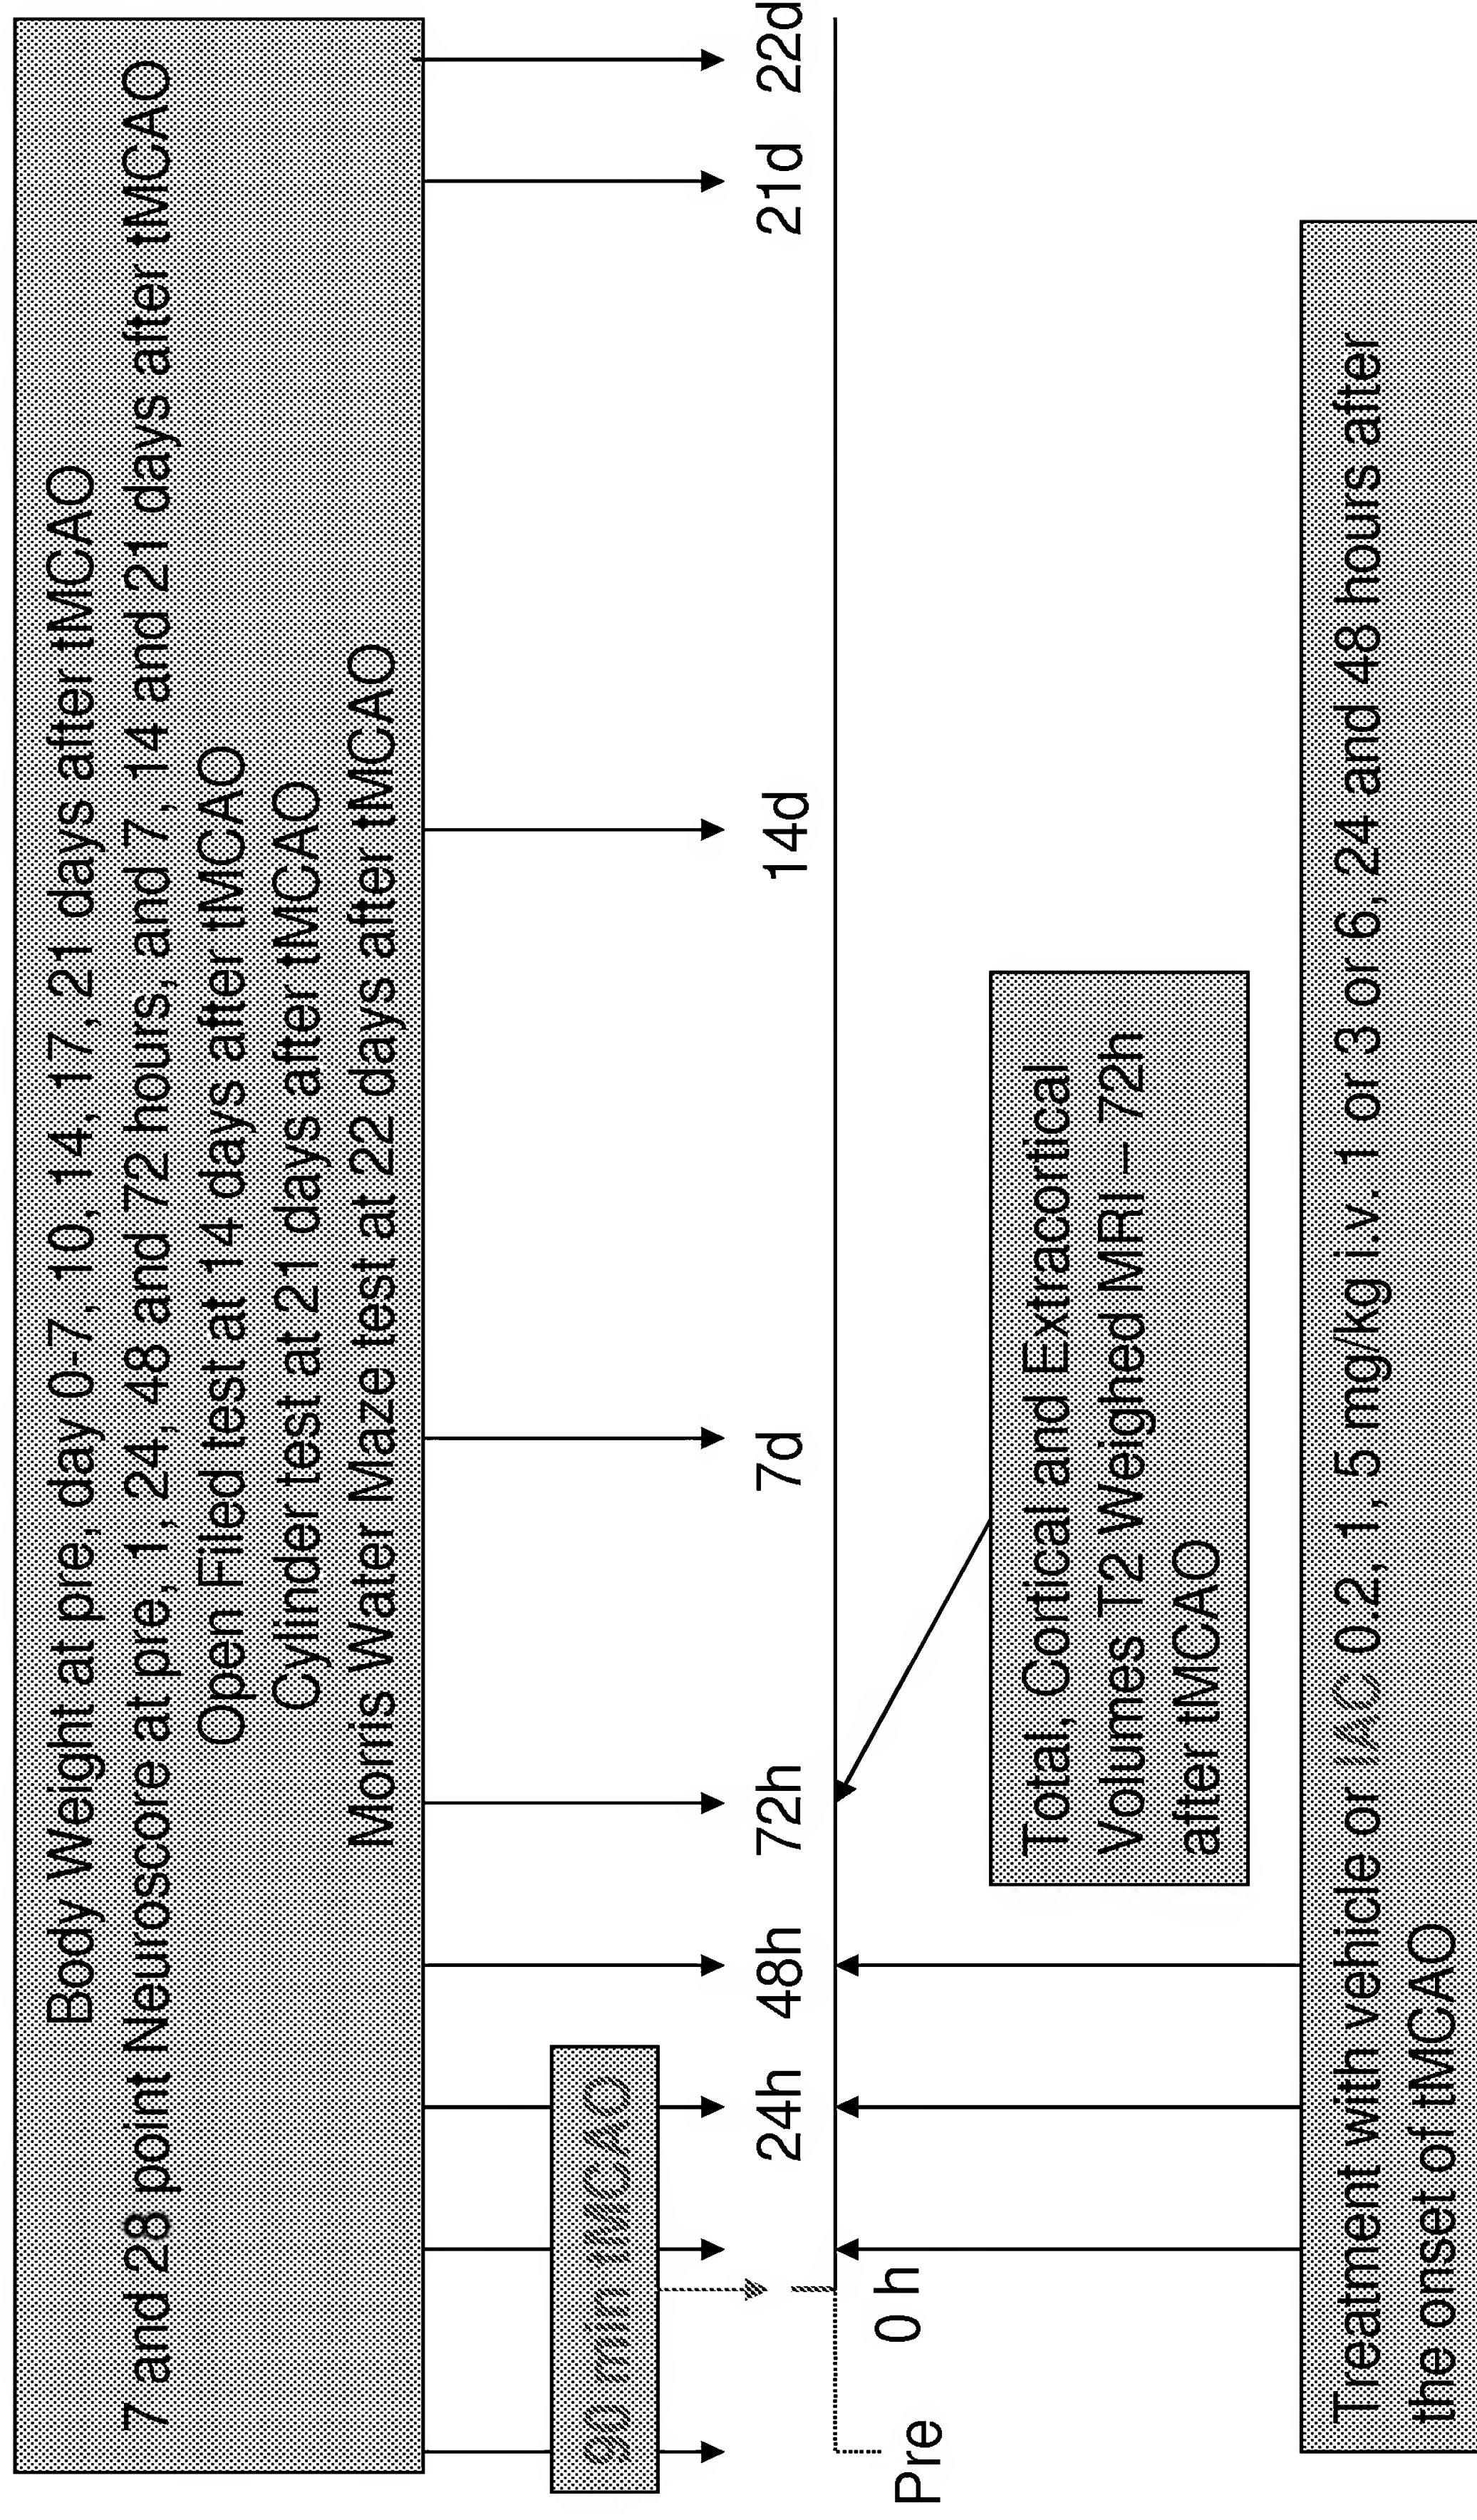 Body Weight at pre, day 0-7, 10, 14, 17, 21 days after tMCAO
7 and 28 point Neuroscore at pre, 1, 24, 48 and 72 hours, and 7, 14 and 21 days after tMCAO
Open Filled test at 14 days after tMCAO
Cylinder test at 21 days after tMCAO
Morris Water Maze test at 22 days after tMCAO
90 min tMCAO
24h 48h 72h 7d 14d 21d 22d
Pre 0 h
Total, Cortical and Extracortical
Volumes T2 Weighed MRI – 72h
after tMCAO
Treatment with vehicle or IAC 0.2, 1, 5 mg/kg i.v. 1 or 3 or 6, 24 and 48 hours after
the onset of tMCAO